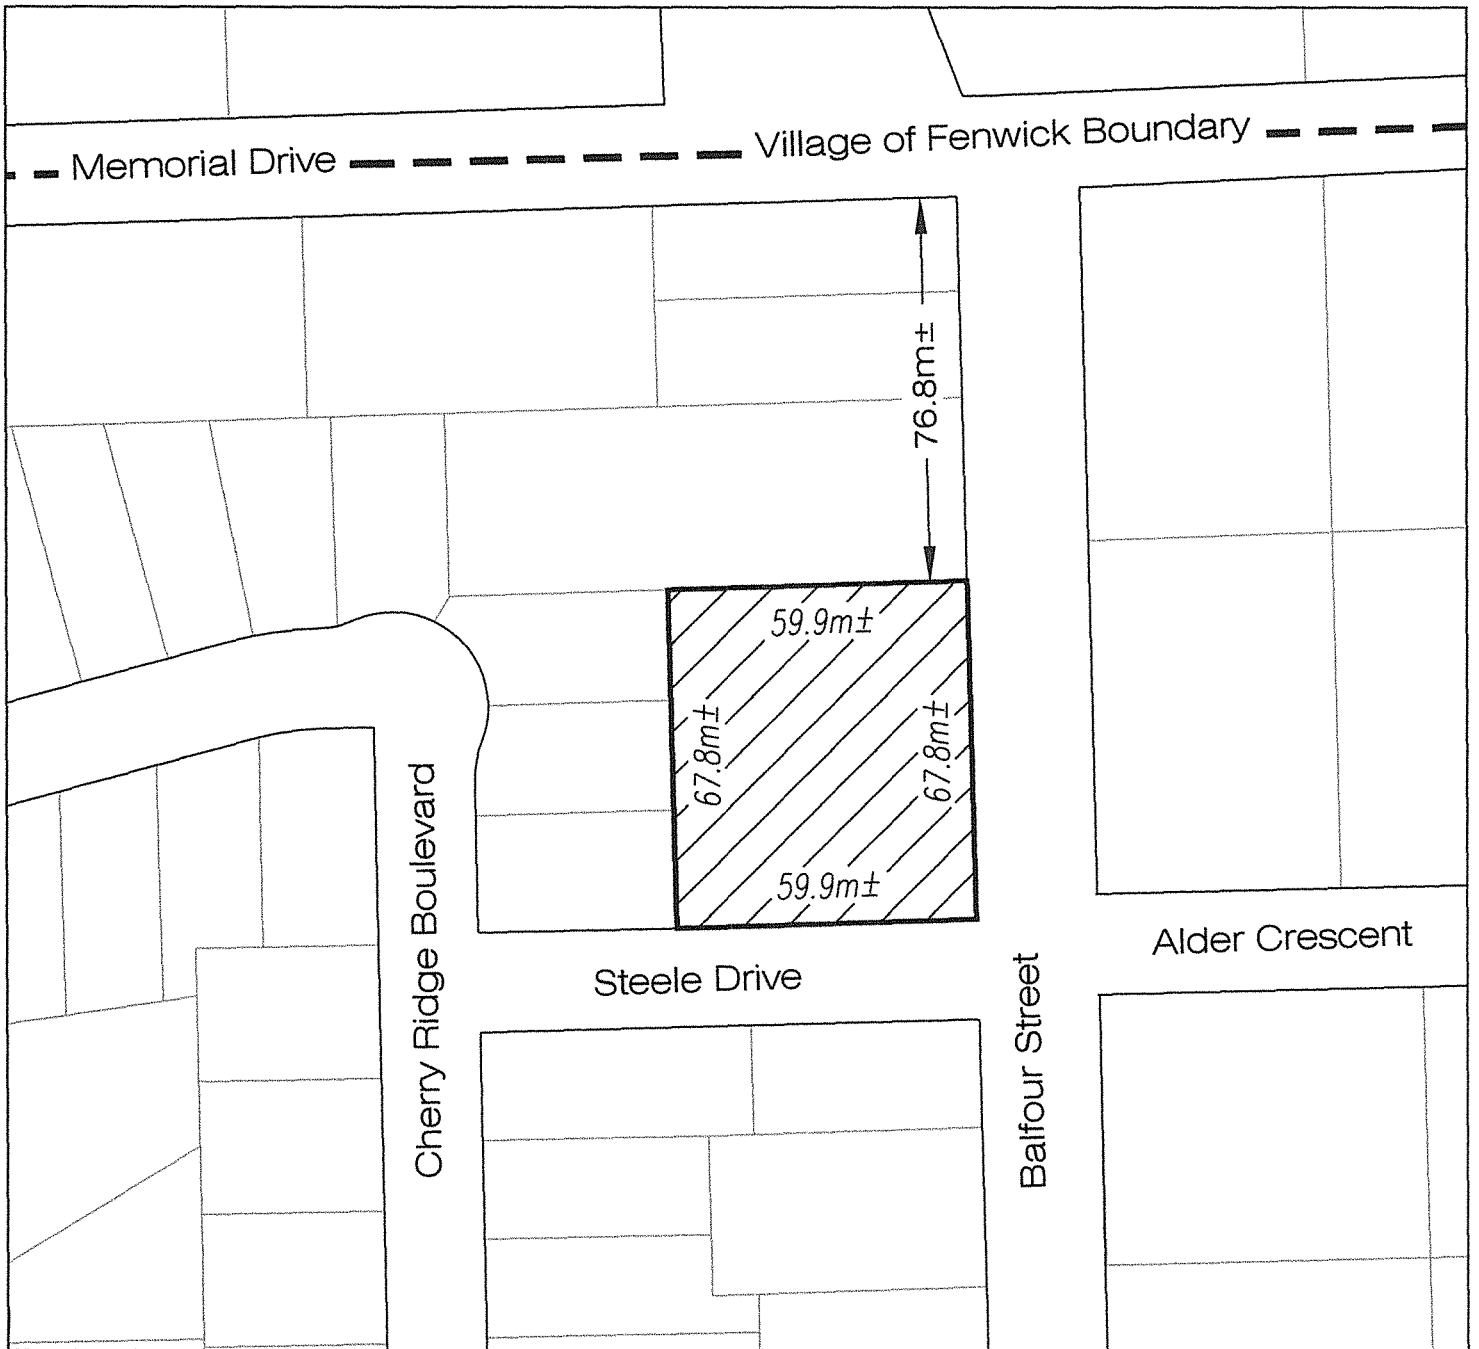 Village of Fenwick Boundary
Memorial Drive
76.8m±
59.9m±
67.8m±
67.8m±
59.9m±
Cherry Ridge Boulevard
Steele Drive
Balfour Street
Alder Crescent